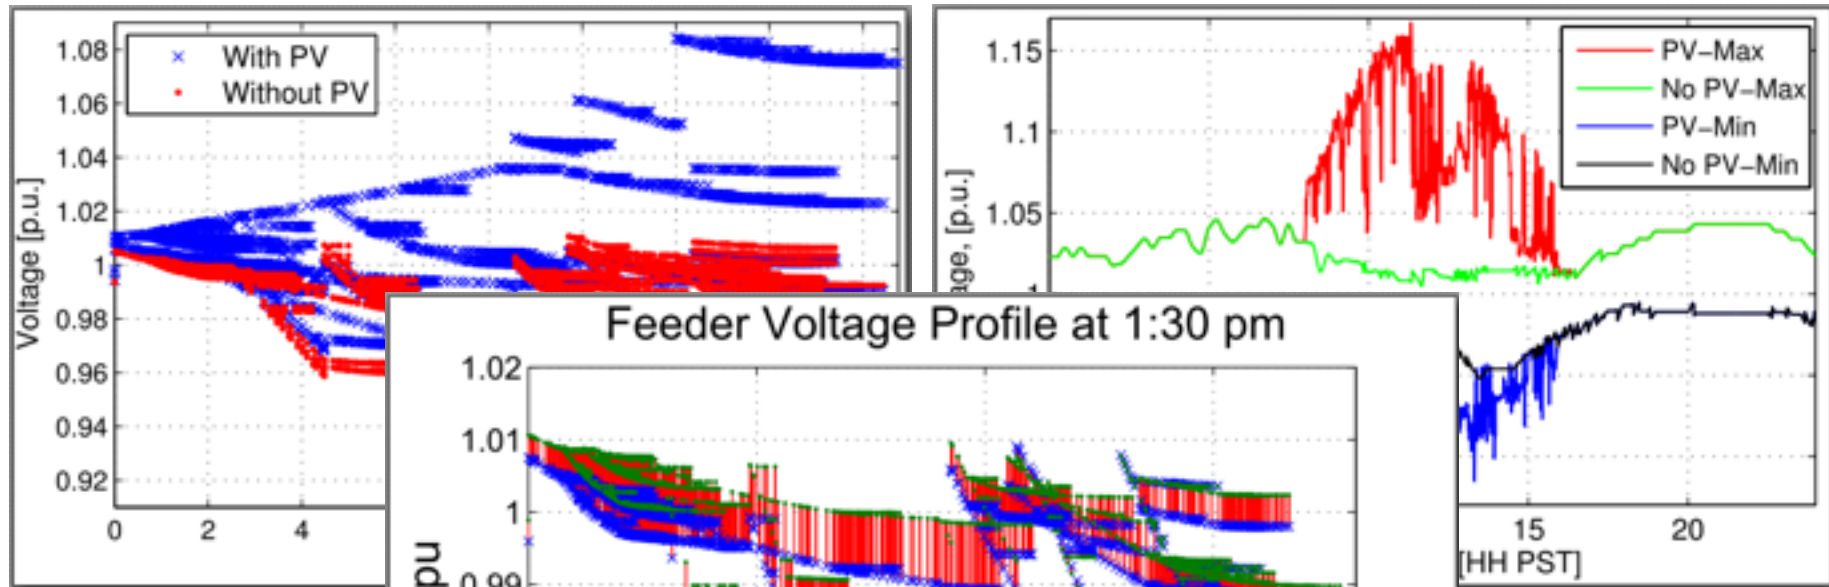 1.08
1.06
1.04
1.02
1
0.98
0.96
0.94
0.92
Voltage [p.u.]
With PV
Without PV
0
2
4
1.15
1.1
1.05
age, [p.u.]
PV-Max
No PV-Max
PV-Min
No PV-Min
15
20
[HH PST]
Feeder Voltage Profile at 1:30 pm
1.02
1.01
1
0.99
pu